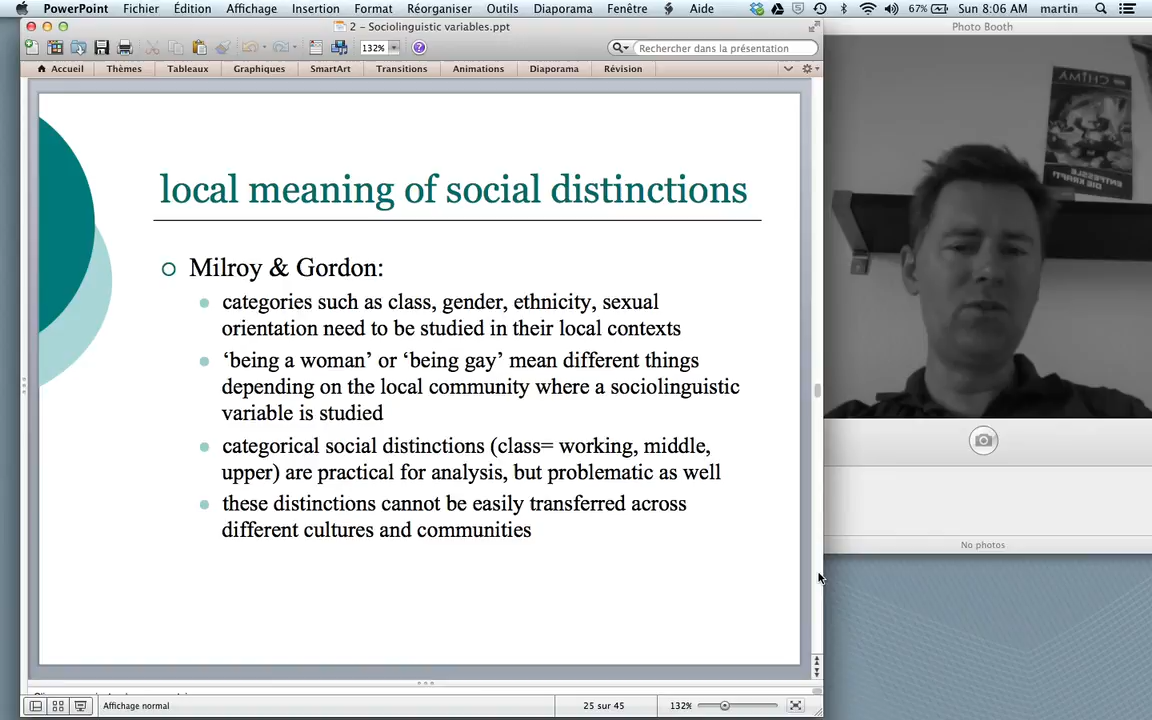 PowerPoint Fichier Édition Affichage Insertion Format Réorganiser Outils Diaporama Fenêtre Aide 67% Sun 8:06 AM martin
2 - Sociolinguistic variables.ppt
Photo Booth
132% Rechercher dans la présentation
Accueil Thèmes Tableaux Graphiques SmartArt Transitions Animations Diaporama Révision
local meaning of social distinctions
Milroy & Gordon:
categories such as class, gender, ethnicity, sexual
orientation need to be studied in their local contexts
‘being a woman’ or ‘being gay’ mean different things
depending on the local community where a sociolinguistic
variable is studied
categorical social distinctions (class= working, middle,
upper) are practical for analysis, but problematic as well
these distinctions cannot be easily transferred across
different cultures and communities
No photos
Affichage normal 25 sur 45 132%